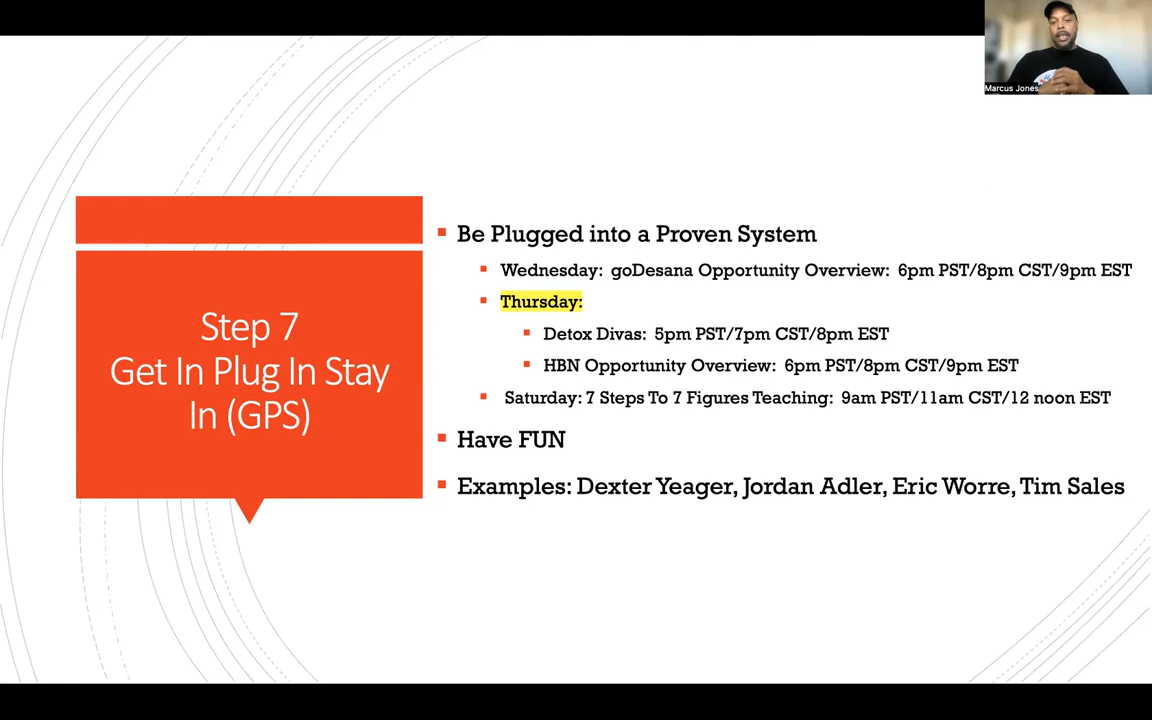 Marcus Jones
Step 7
Get In Plug In Stay
In (GPS)
Be Plugged into a Proven System
Wednesday: goDesana Opportunity Overview: 6pm PST/8pm CST/9pm EST
Thursday:
Detox Divas: 5pm PST/7pm CST/8pm EST
HBN Opportunity Overview: 6pm PST/8pm CST/9pm EST
Saturday: 7 Steps To 7 Figures Teaching: 9am PST/11am CST/12 noon EST
Have FUN
Examples: Dexter Yeager, Jordan Adler, Eric Worre, Tim Sales